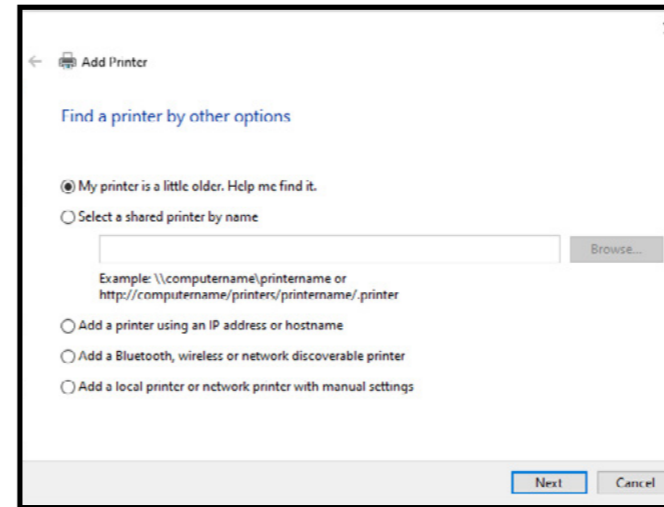 Add Printer
Find a printer by other options
My printer is a little older. Help me find it.
Select a shared printer by name
Browse...
Example: \\computername\printername or
http://computername/printers/printername/.printer
Add a printer using an IP address or hostname
Add a Bluetooth, wireless or network discoverable printer
Add a local printer or network printer with manual settings
Next Cancel